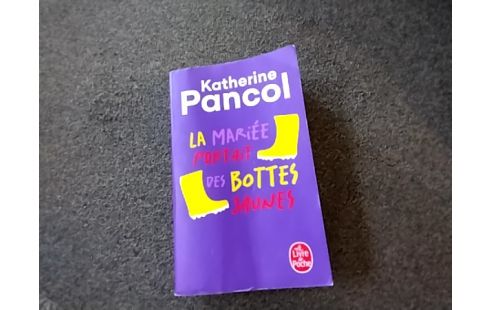 Katherine
Pancol
LA MARIÉE
PORTAIT
DES BOTTES
JAUNES
Le Livre
de
Poche